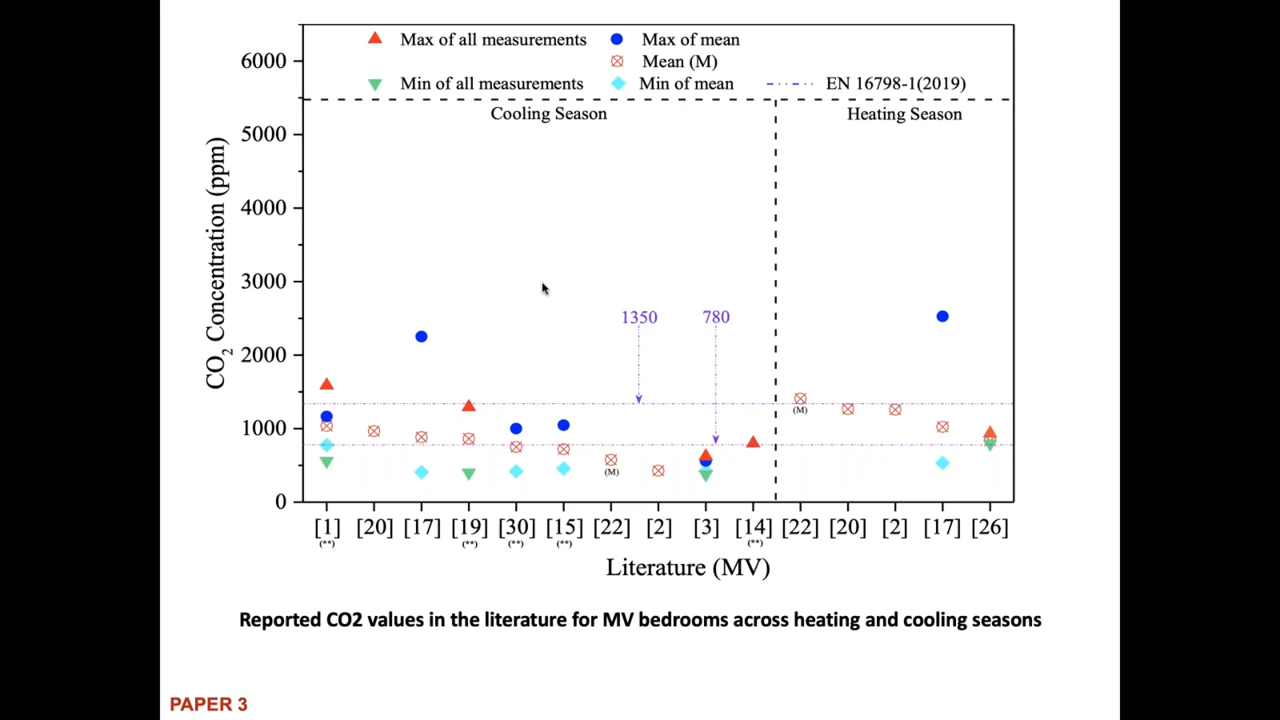 Max of all measurements
Max of mean
Mean (M)
Min of all measurements
Min of mean
EN 16798-1(2019)
Cooling Season
Heating Season
CO2 Concentration (ppm)
6000
5000
4000
3000
2000
1000
0
1350
780
(M)
(M)
[1] [20] [17] [19] [30] [15] [22] [2] [3] [14] [22] [20] [2] [17] [26]
(**) (**) (**) (**) (**)
Literature (MV)
Reported CO2 values in the literature for MV bedrooms across heating and cooling seasons
PAPER 3